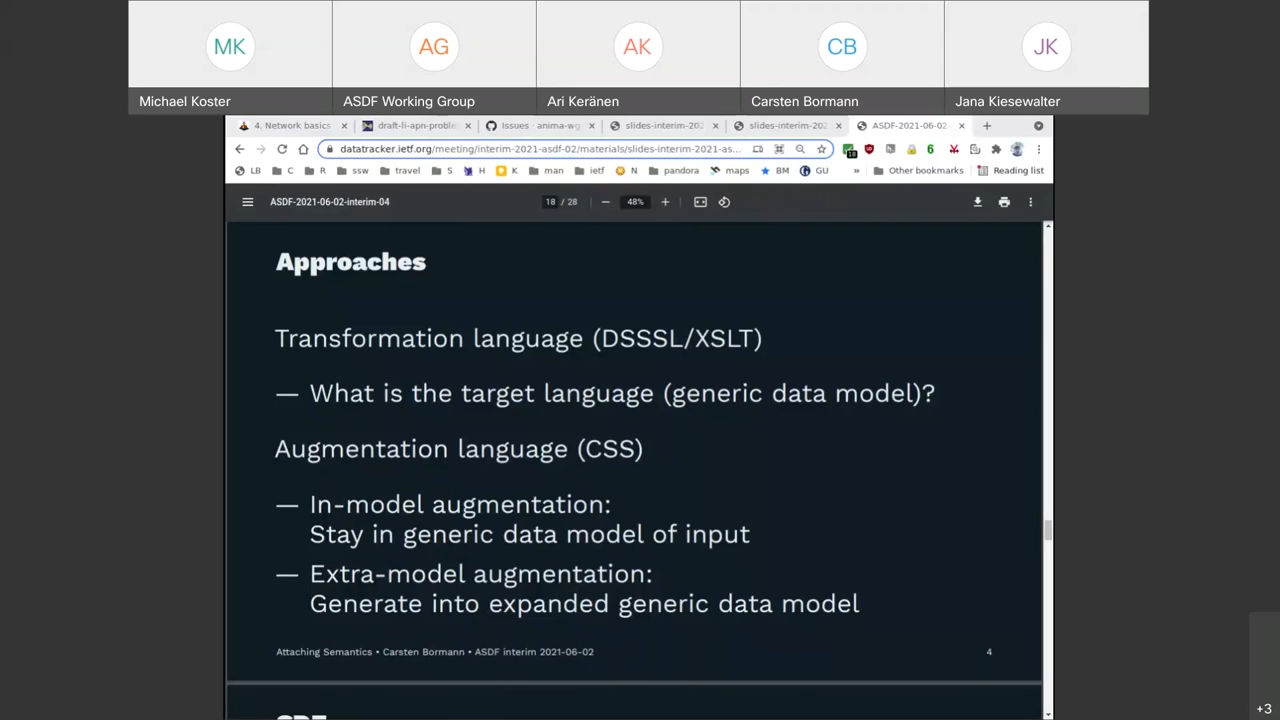 MK
AG
AK
CB
JK
Michael Koster
ASDF Working Group
Ari Keränen
Carsten Bormann
Jana Kiesewalter
4. Network basics
draft-li-apn-proble
Issues · anima-wg
slides-interim-202
slides-interim-202
ASDF-2021-06-02-
datatracker.ietf.org/meeting/interim-2021-asdf-02/materials/slides-interim-2021-as...
18
6
LB
C
R
ssw
travel
S
H
K
man
ietf
N
pandora
maps
BM
GU
»
Other bookmarks
Reading list
ASDF-2021-06-02-interim-04
18 / 28
48%
Approaches
Transformation language (DSSSL/XSLT)
— What is the target language (generic data model)?
Augmentation language (CSS)
— In-model augmentation:
Stay in generic data model of input
— Extra-model augmentation:
Generate into expanded generic data model
Attaching Semantics • Carsten Bormann • ASDF interim 2021-06-02
4
+3